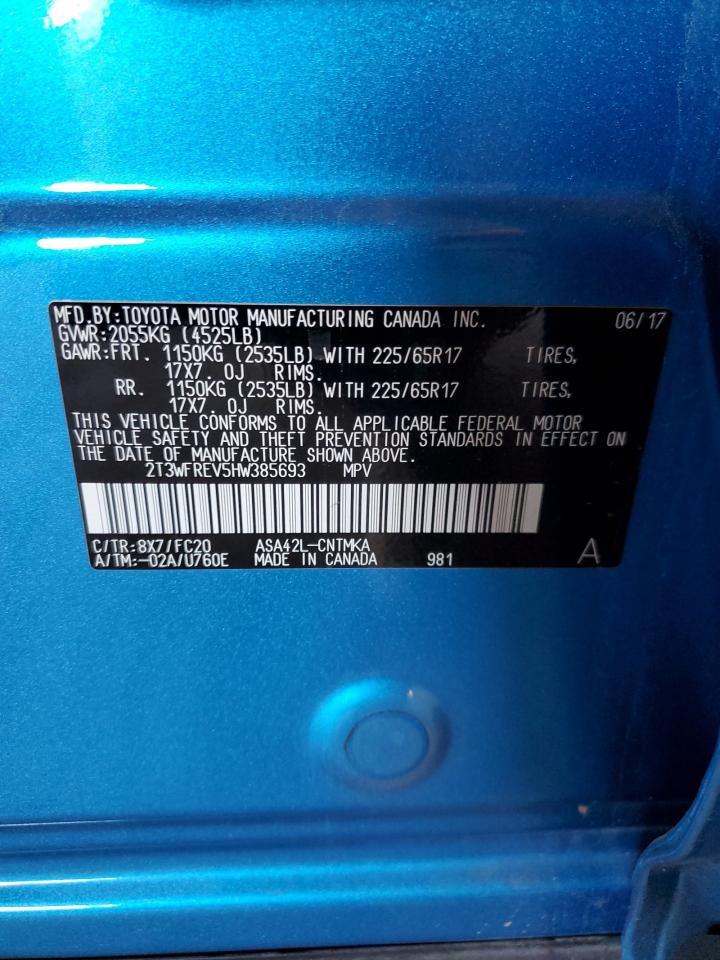 MFD.BY:TOYOTA MOTOR MANUFACTURING CANADA INC. 06/17
GVWR:2055KG (4525LB)
GAWR:FRT. 1150KG (2535LB) WITH 225/65R17 TIRES,
17X7.0J RIMS.
RR. 1150KG (2535LB) WITH 225/65R17 TIRES,
17X7.0J RIMS.
THIS VEHICLE CONFORMS TO ALL APPLICABLE FEDERAL MOTOR
VEHICLE SAFETY AND THEFT PREVENTION STANDARDS IN EFFECT ON
THE DATE OF MANUFACTURE SHOWN ABOVE.
2T3WFREV5HW385693 MPV
C/TR:8X7/FC20 ASA42L-CNTMKA
A/TM:-02A/U760E MADE IN CANADA 981 A